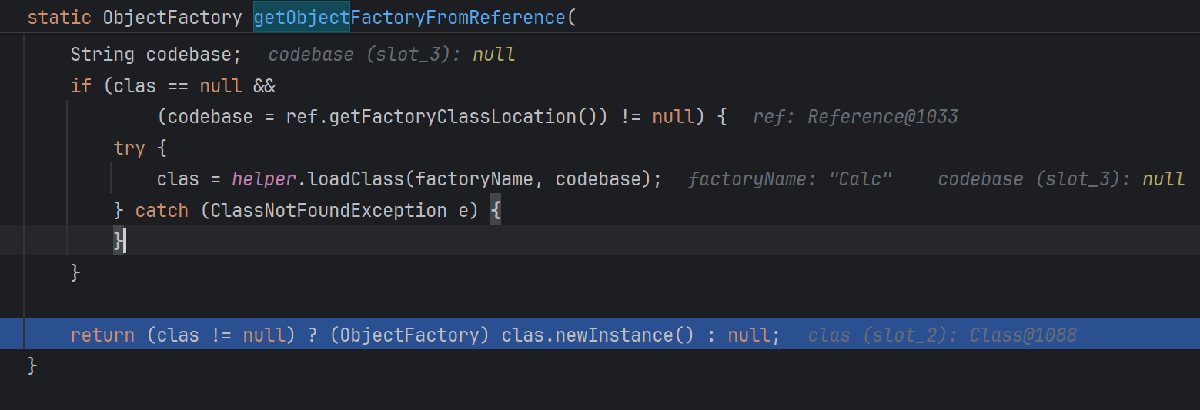 static ObjectFactory getObjectFactoryFromReference(
String codebase; codebase (slot_3): null
if (clas == null &&
(codebase = ref.getFactoryClassLocation()) != null) { ref: Reference@1033
try {
clas = helper.loadClass(factoryName, codebase); factoryName: "Calc" codebase (slot_3): null
} catch (ClassNotFoundException e) {
}
}
return (clas != null) ? (ObjectFactory) clas.newInstance() : null; clas (slot_2): Class@1088
}